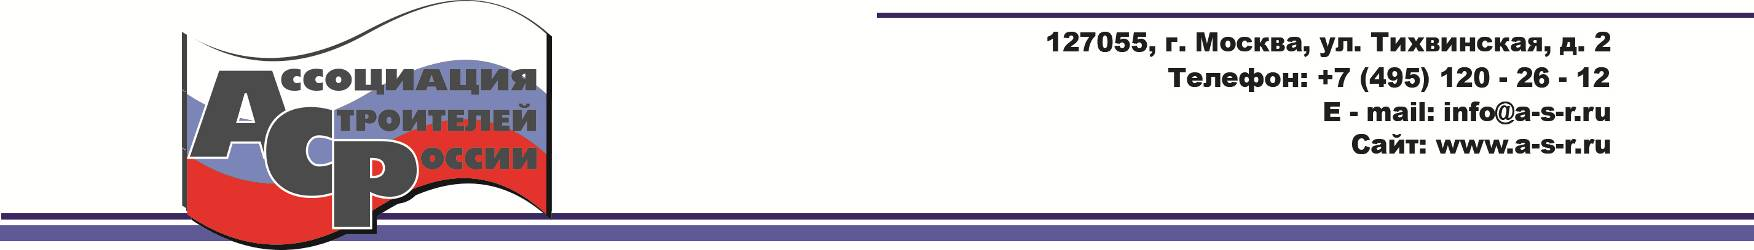 Ассоциация
Строителей
России
127055, г. Москва, ул. Тихвинская, д. 2
Телефон: +7 (495) 120 - 26 - 12
E - mail: info@a-s-r.ru
Сайт: www.a-s-r.ru